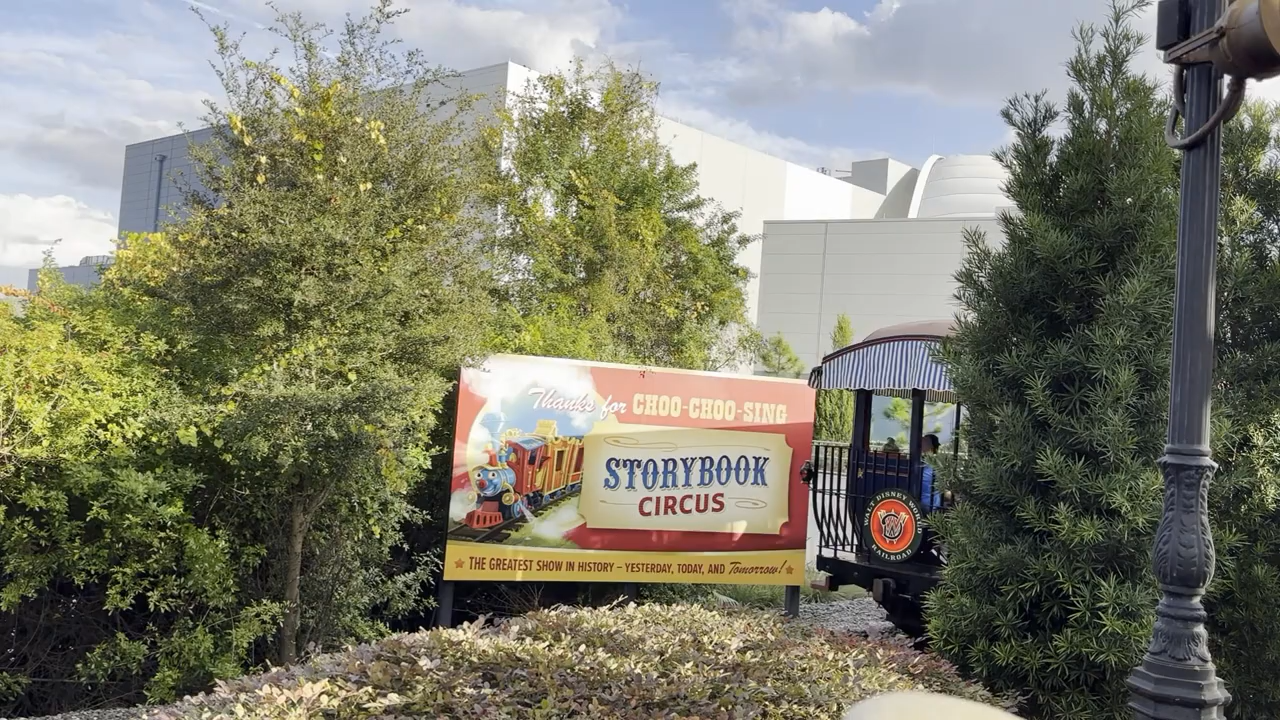 Thanks for CHOO-CHOO-SING
STORYBOOK
CIRCUS
THE GREATEST SHOW IN HISTORY – YESTERDAY, TODAY, AND Tomorrow!
WALT DISNEY WORLD
RAILROAD